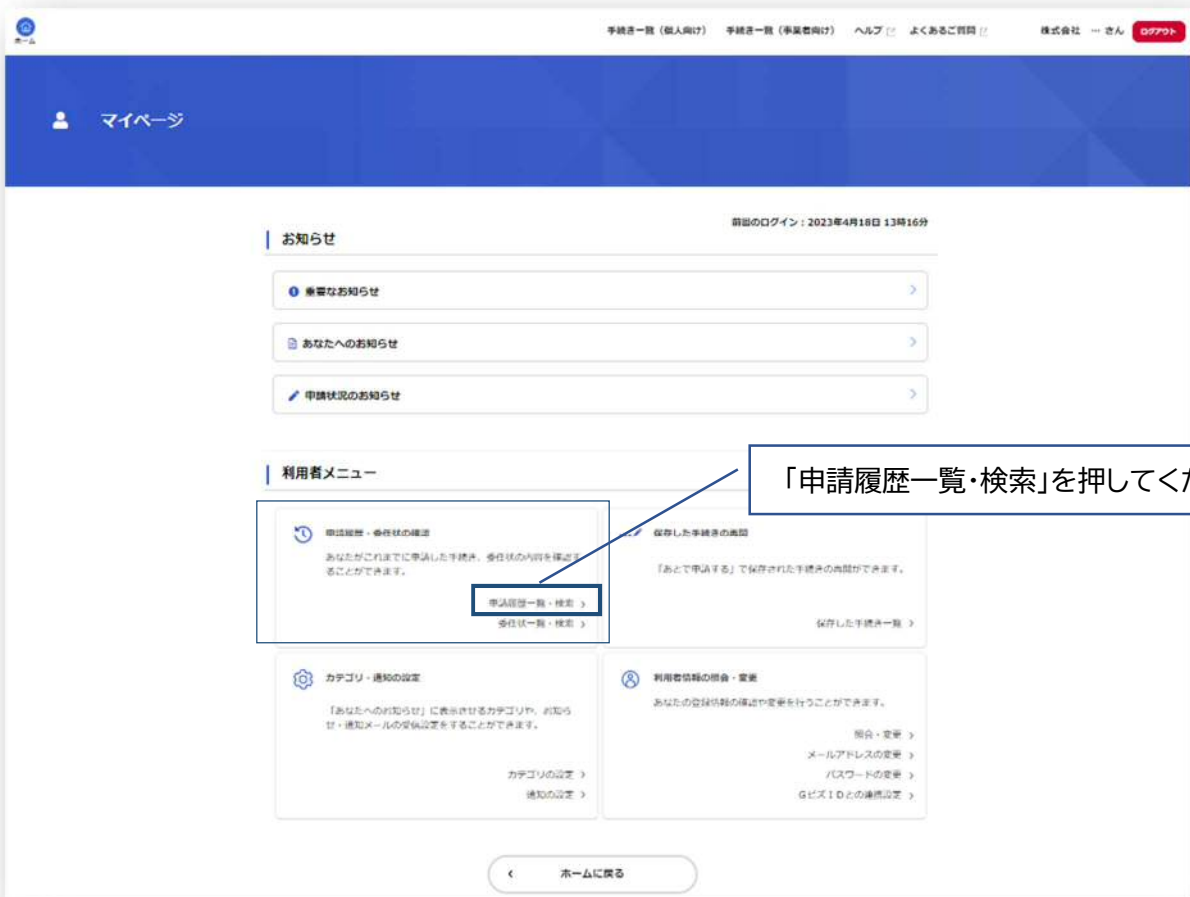 ホーム
手続き一覧（個人向け） 手続き一覧（事業者向け） ヘルプ よくあるご質問 株式会社 … さん ログアウト
マイページ
前回のログイン：2023年4月18日 13時16分
お知らせ
重要なお知らせ
あなたへのお知らせ
申請状況のお知らせ
利用者メニュー
「申請履歴一覧・検索」を押してくだ
申請履歴・委任状の確認
あなたがこれまでに申請した手続き、委任状の内容を確認す
ることができます。
申請履歴一覧・検索
委任状一覧・検索
保存した手続きの再開
「あとで申請する」で保存された手続きの再開ができます。
保存した手続き一覧
カテゴリ・通知の設定
「あなたへのお知らせ」に表示させるカテゴリや、お知ら
せ・通知メールの受信設定をすることができます。
カテゴリの設定
通知の設定
利用者情報の照会・変更
あなたの登録情報の確認や変更を行うことができます。
照会・変更
メールアドレスの変更
パスワードの変更
GビズIDとの連携設定
ホームに戻る